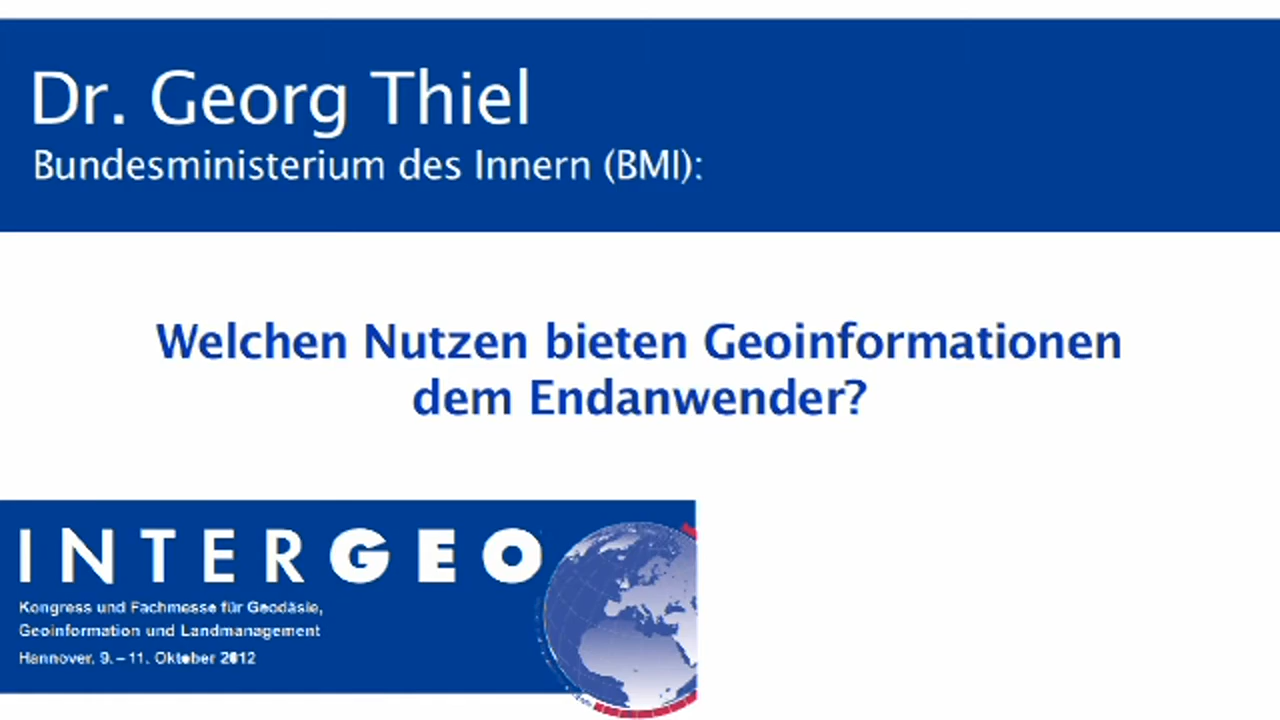 Dr. Georg Thiel
Bundesministerium des Innern (BMI):
Welchen Nutzen bieten Geoinformationen
dem Endanwender?
INTERGEO
Kongress und Fachmesse für Geodäsie,
Geoinformation und Landmanagement
Hannover, 9. – 11. Oktober 2012